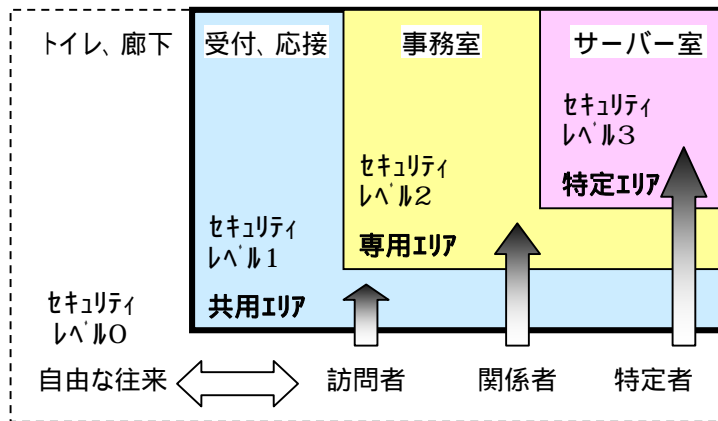 トイレ、廊下
受付、応接
事務室
サーバー室
セキュリティ
レベル3
特定エリア
セキュリティ
レベル2
専用エリア
セキュリティ
レベル1
共用エリア
セキュリティ
レベル0
自由な往来
訪問者
関係者
特定者